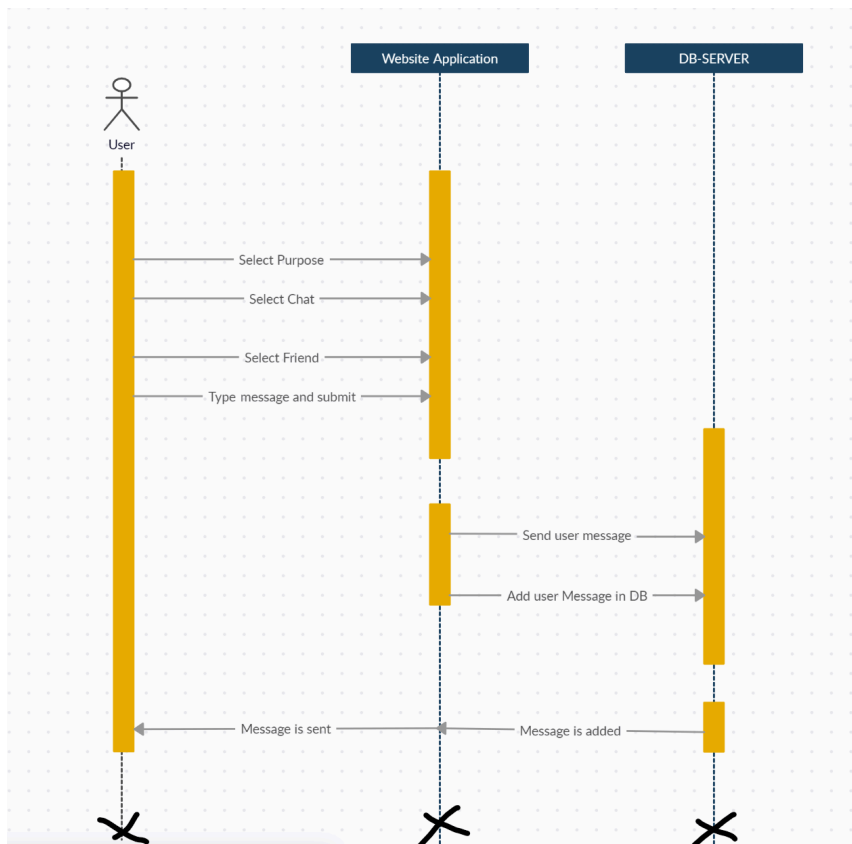 Website Application
DB-SERVER
User
Select Purpose
Select Chat
Select Friend
Type message and submit
Send user message
Add user Message in DB
Message is sent
Message is added